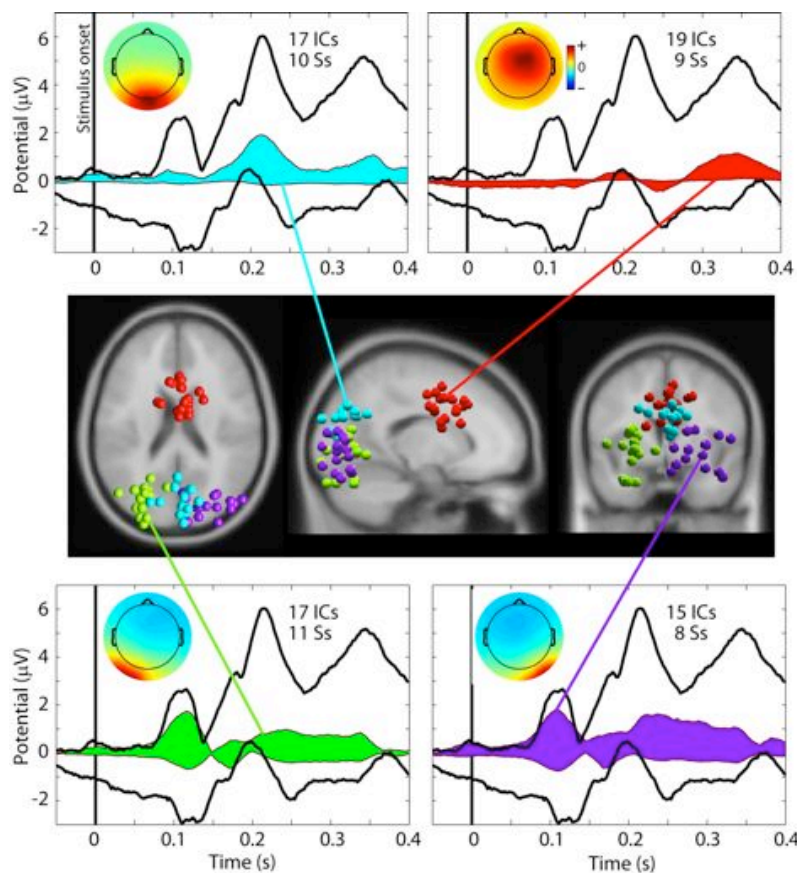 Stimulus onset
Potential (μV)
6
4
2
0
-2
17 ICs
10 Ss
0
0.1
0.2
0.3
0.4
+
0
−
19 ICs
9 Ss
0
0.1
0.2
0.3
0.4
Potential (μV)
6
4
2
0
-2
17 ICs
11 Ss
0
0.1
0.2
0.3
0.4
Time (s)
15 ICs
8 Ss
0
0.1
0.2
0.3
0.4
Time (s)